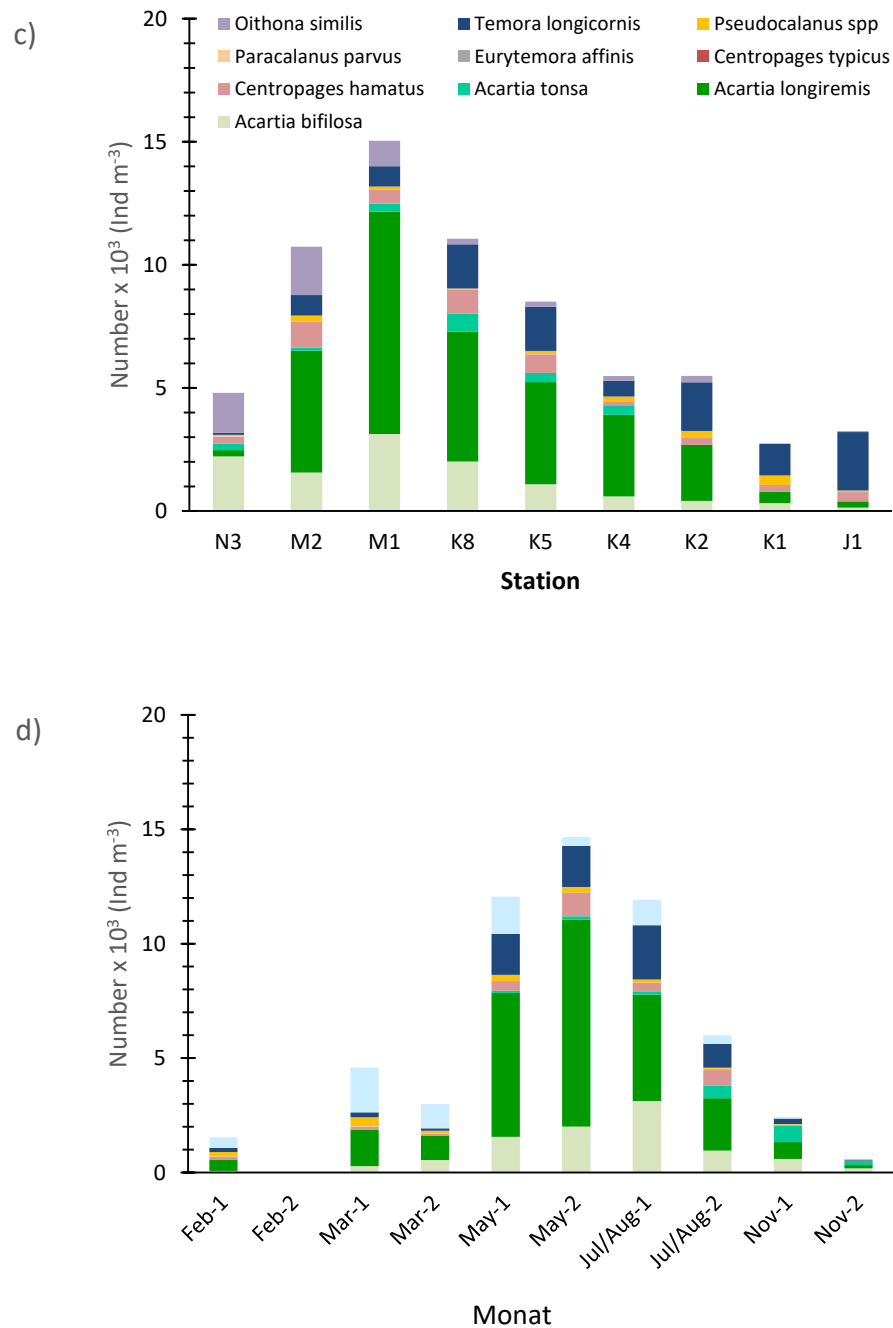 c)
20
15
10
5
0
Number x 10³ (Ind m⁻³)
Oithona similis Temora longicornis Pseudocalanus spp
Paracalanus parvus Eurytemora affinis Centropages typicus
Centropages hamatus Acartia tonsa Acartia longiremis
Acartia bifilosa
N3 M2 M1 K8 K5 K4 K2 K1 J1
Station
d)
20
15
10
5
0
Number x 10³ (Ind m⁻³)
Feb-1 Feb-2 Mar-1 Mar-2 May-1 May-2 Jul/Aug-1 Jul/Aug-2 Nov-1 Nov-2
Monat